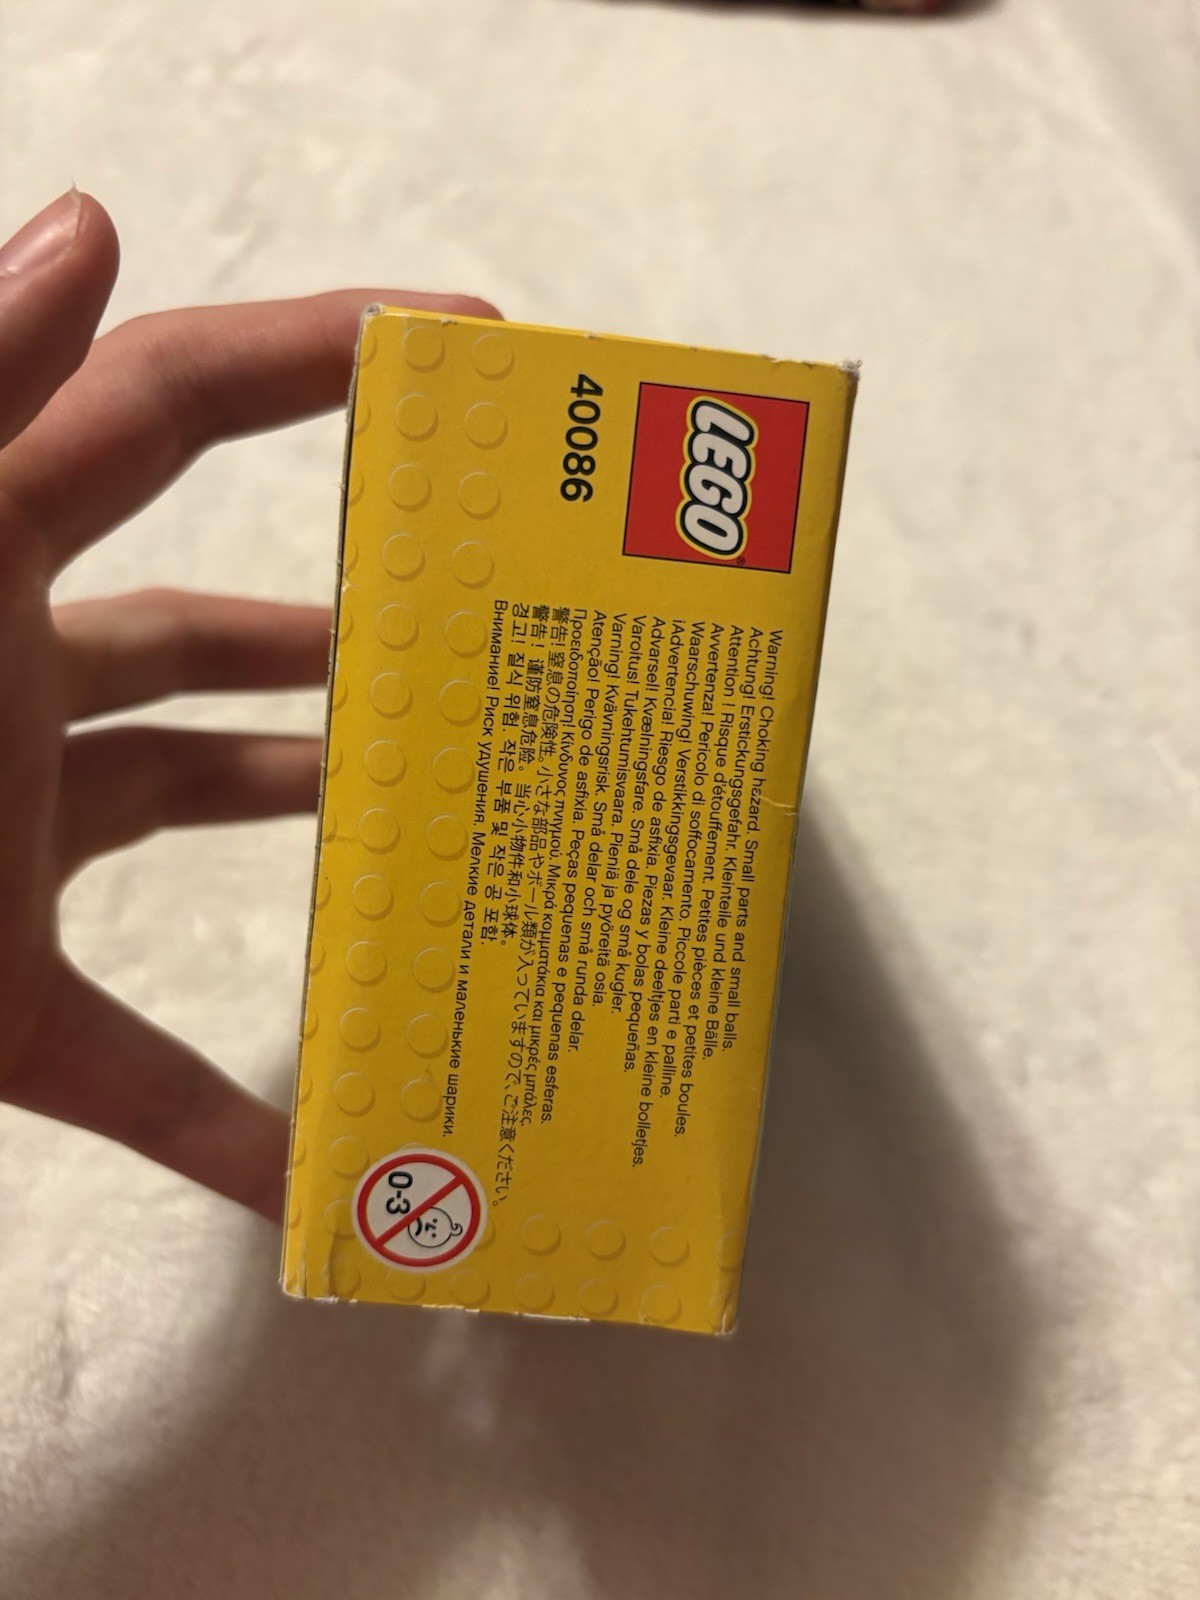 LEGO®
40086
Warning! Choking hazard. Small parts and small balls.
Achtung! Erstickungsgefahr. Kleinteile und kleine Bälle.
Attention ! Risque d'étouffement. Petites pièces et petites boules.
Avvertenza! Pericolo di soffocamento. Piccole parti e palline.
Waarschuwing! Verstikkingsgevaar. Kleine deeltjes en kleine bolletjes.
¡Advertencia! Riesgo de asfixia. Piezas y bolas pequeñas.
Advarsel! Kvælningsfare. Små dele og små kugler.
Varoitus! Tukehtumisvaara. Pieniä ja pyöreitä osia.
Varning! Kvävningsrisk. Små delar och små runda delar.
Atenção! Perigo de asfixia. Peças pequenas e pequenas esferas.
Προειδοποίηση! Κίνδυνος πνιγμού. Μικρά κομματάκια και μικρές μπάλες.
警告! 窒息の危険性。小さな部品やボール類が入っていますので、ご注意ください。
警告！谨防窒息危险。当心小物件和小球体。
경고! 질식 위험. 작은 부품 및 작은 공 포함.
Внимание! Риск удушения. Мелкие детали и маленькие шарики.
0-3